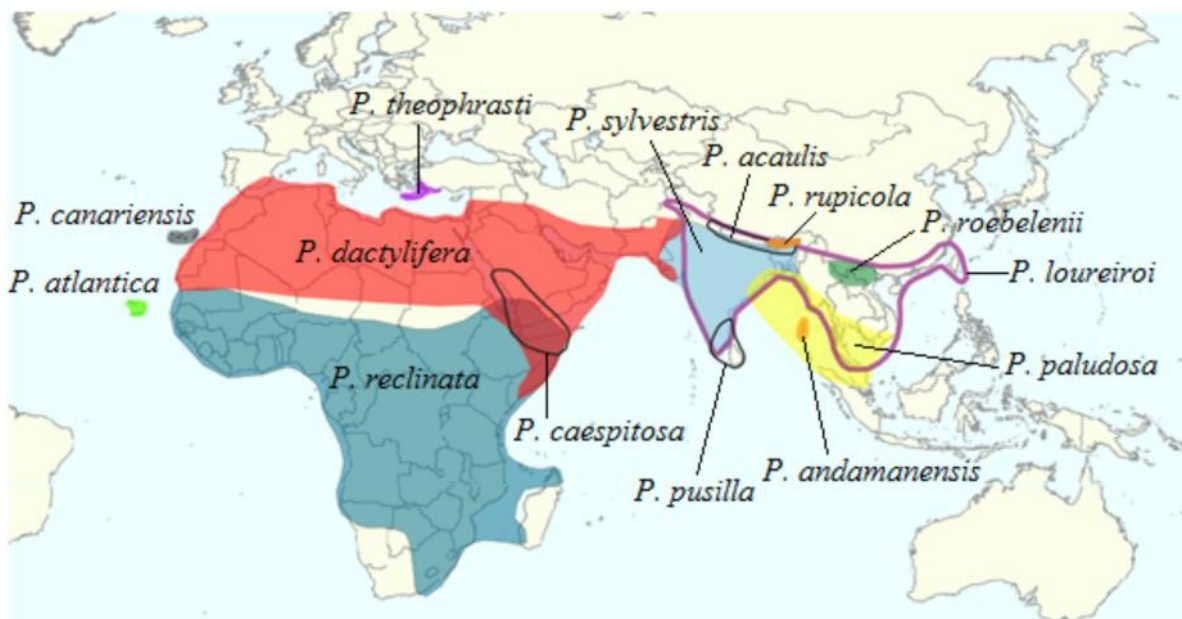 P. theophrasti
P. sylvestris
P. acaulis
P. rupicola
P. canariensis
P. roebelenii
P. dactylifera
P. loureiroi
P. atlantica
P. reclinata
P. paludosa
P. caespitosa
P. andamanensis
P. pusilla